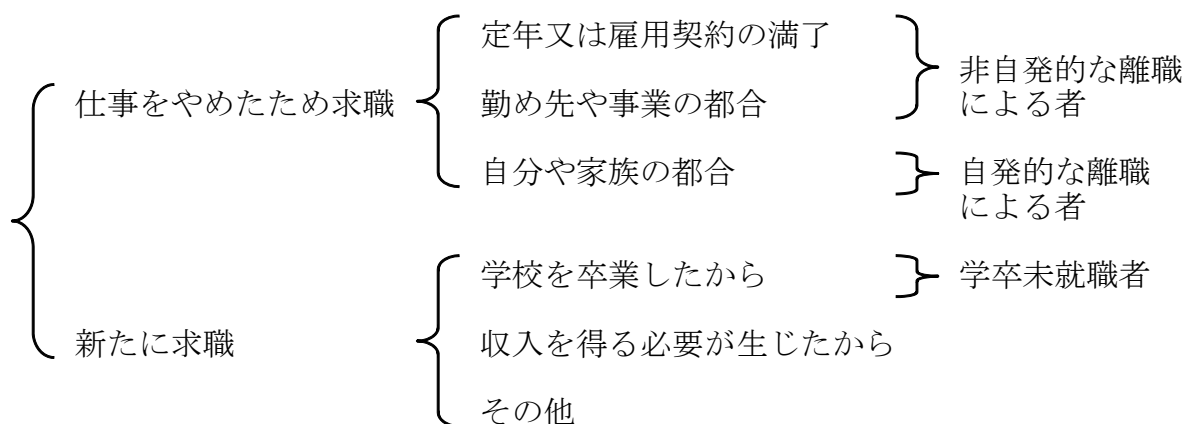 仕事をやめたため求職
定年又は雇用契約の満了
勤め先や事業の都合
非自発的な離職
による者
自分や家族の都合
自発的な離職
による者
新たに求職
学校を卒業したから
学卒未就職者
収入を得る必要が生じたから
その他